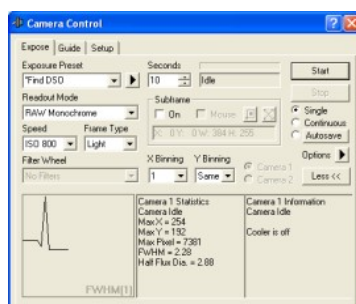 Camera Control
Expose Guide Setup
Exposure Preset Seconds
*Find DSO 10 Idle Start
Readout Mode Subframe Stop
RAW Monochrome On Mouse Single
Speed Frame Type X: 0 Y: 0 W: 384 H: 256 Continuous
ISO 800 Light Autosave
Filter Wheel X Binning Y Binning Camera 1 Options
No Filters 1 Same Camera 2 Less <<
Camera 1 Statistics Camera 1 Information
Camera Idle Camera Idle
Max X = 254
Max Y = 192 Cooler is off
Max Pixel = 7381
FWHM = 2.28
Half Flux Dia. = 2.88
FWHM(1)